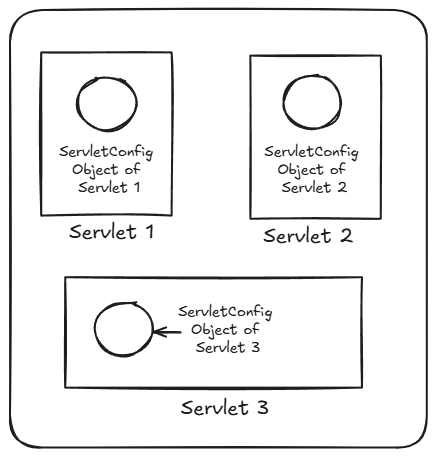 ServletConfig
Object of
Servlet 1
Servlet 1
ServletConfig
Object of
Servlet 2
Servlet 2
ServletConfig
Object of
Servlet 3
Servlet 3